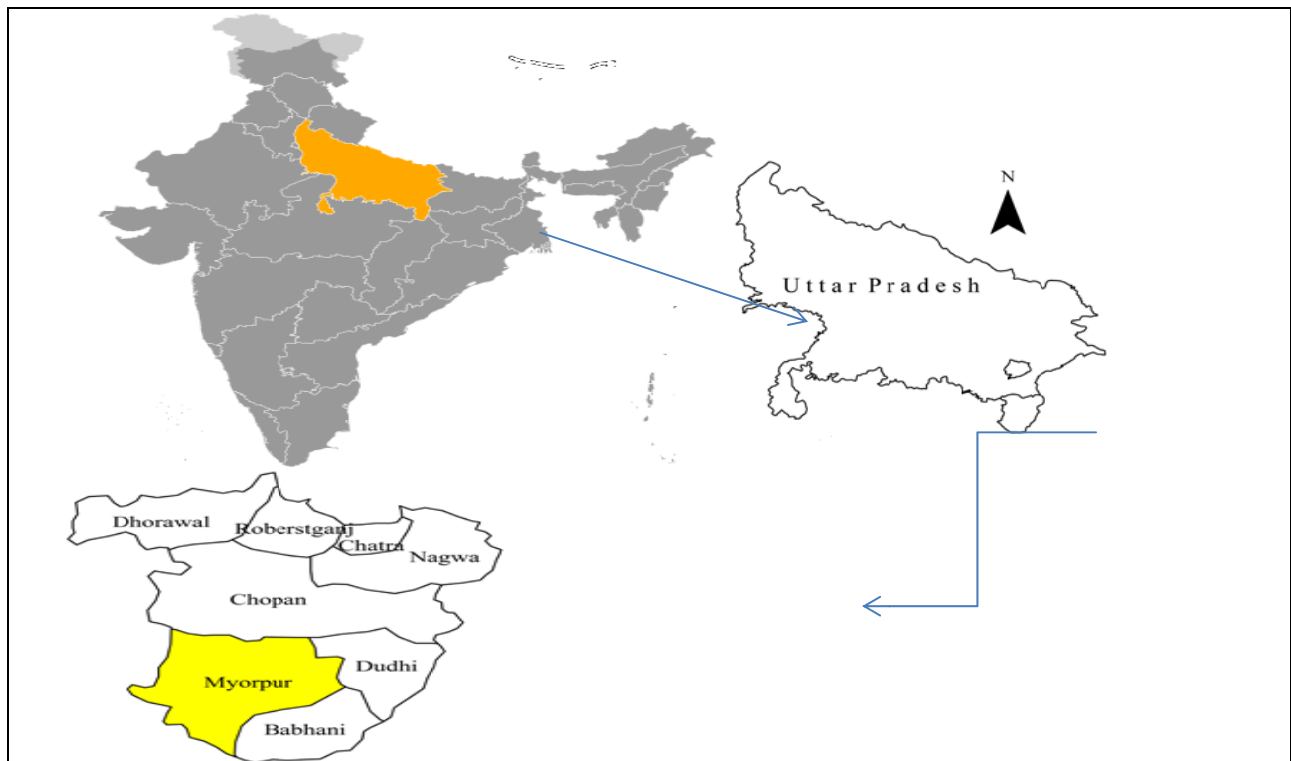 N
Uttar Pradesh
Dhorawal
Roberstganj
Chatra
Nagwa
Chopan
Dudhi
Myorpur
Babhani